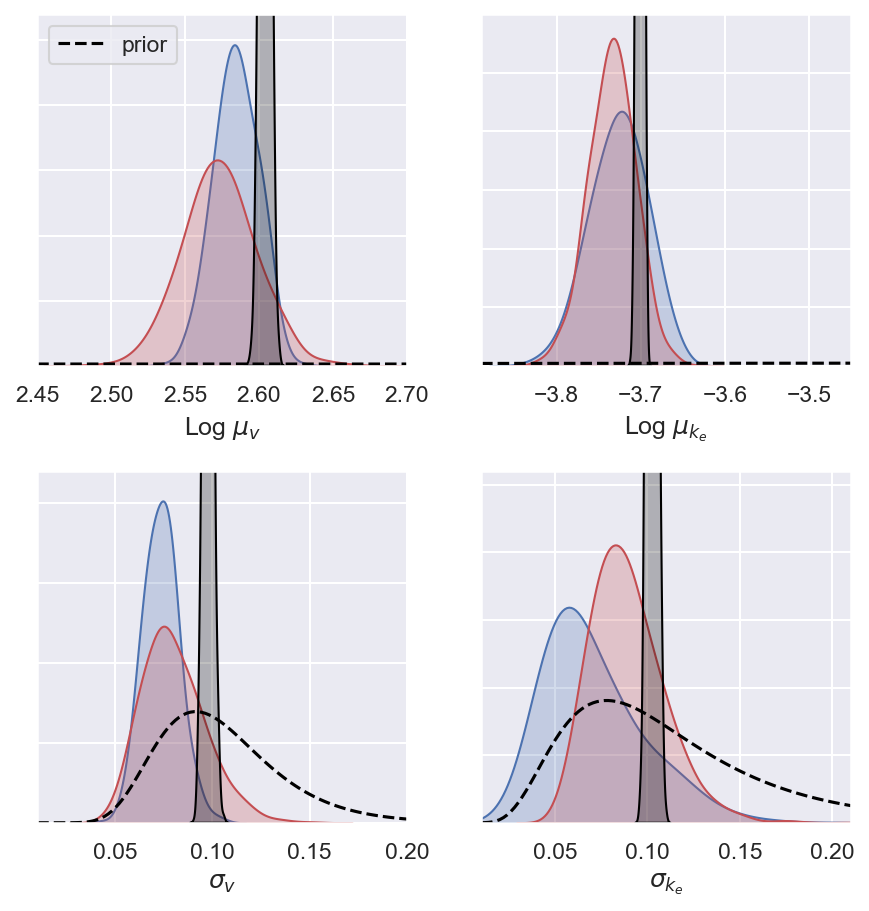 prior
2.45 2.50 2.55 2.60 2.65 2.70
Log μ_v
−3.8 −3.7 −3.6 −3.5
Log μ_{k_e}
0.05 0.10 0.15 0.20
σ_v
0.05 0.10 0.15 0.20
σ_{k_e}